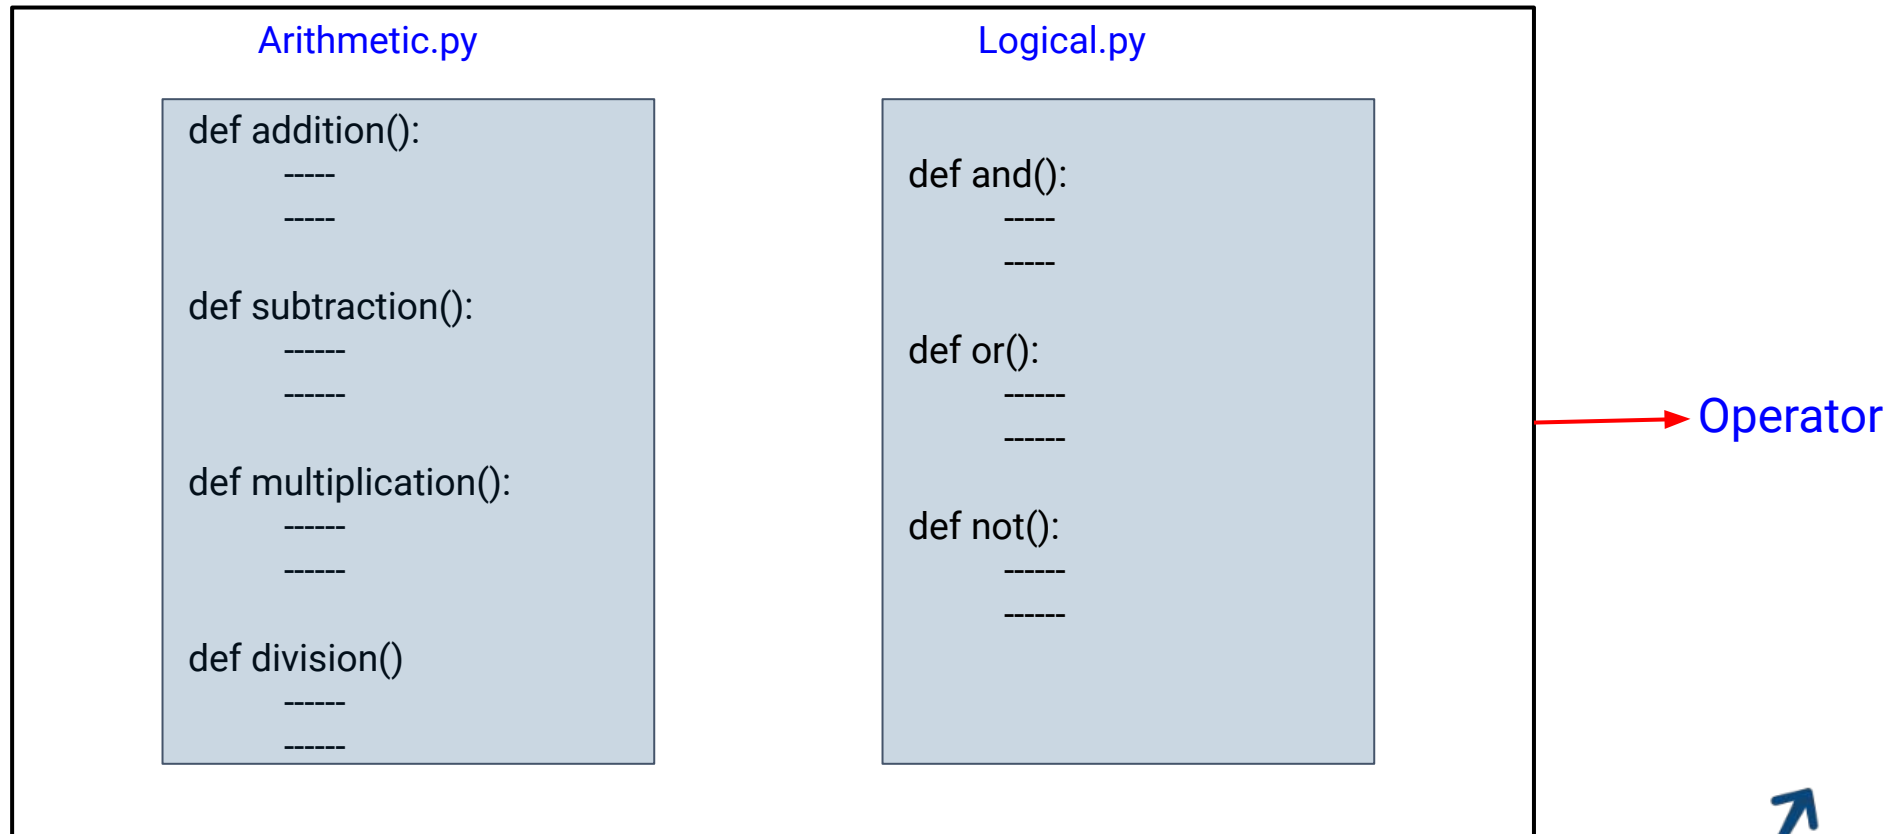 Arithmetic.py
def addition():
-----
-----
def subtraction():
------
------
def multiplication():
------
------
def division()
------
------
Logical.py
def and():
-----
-----
def or():
------
------
def not():
------
------
Operator